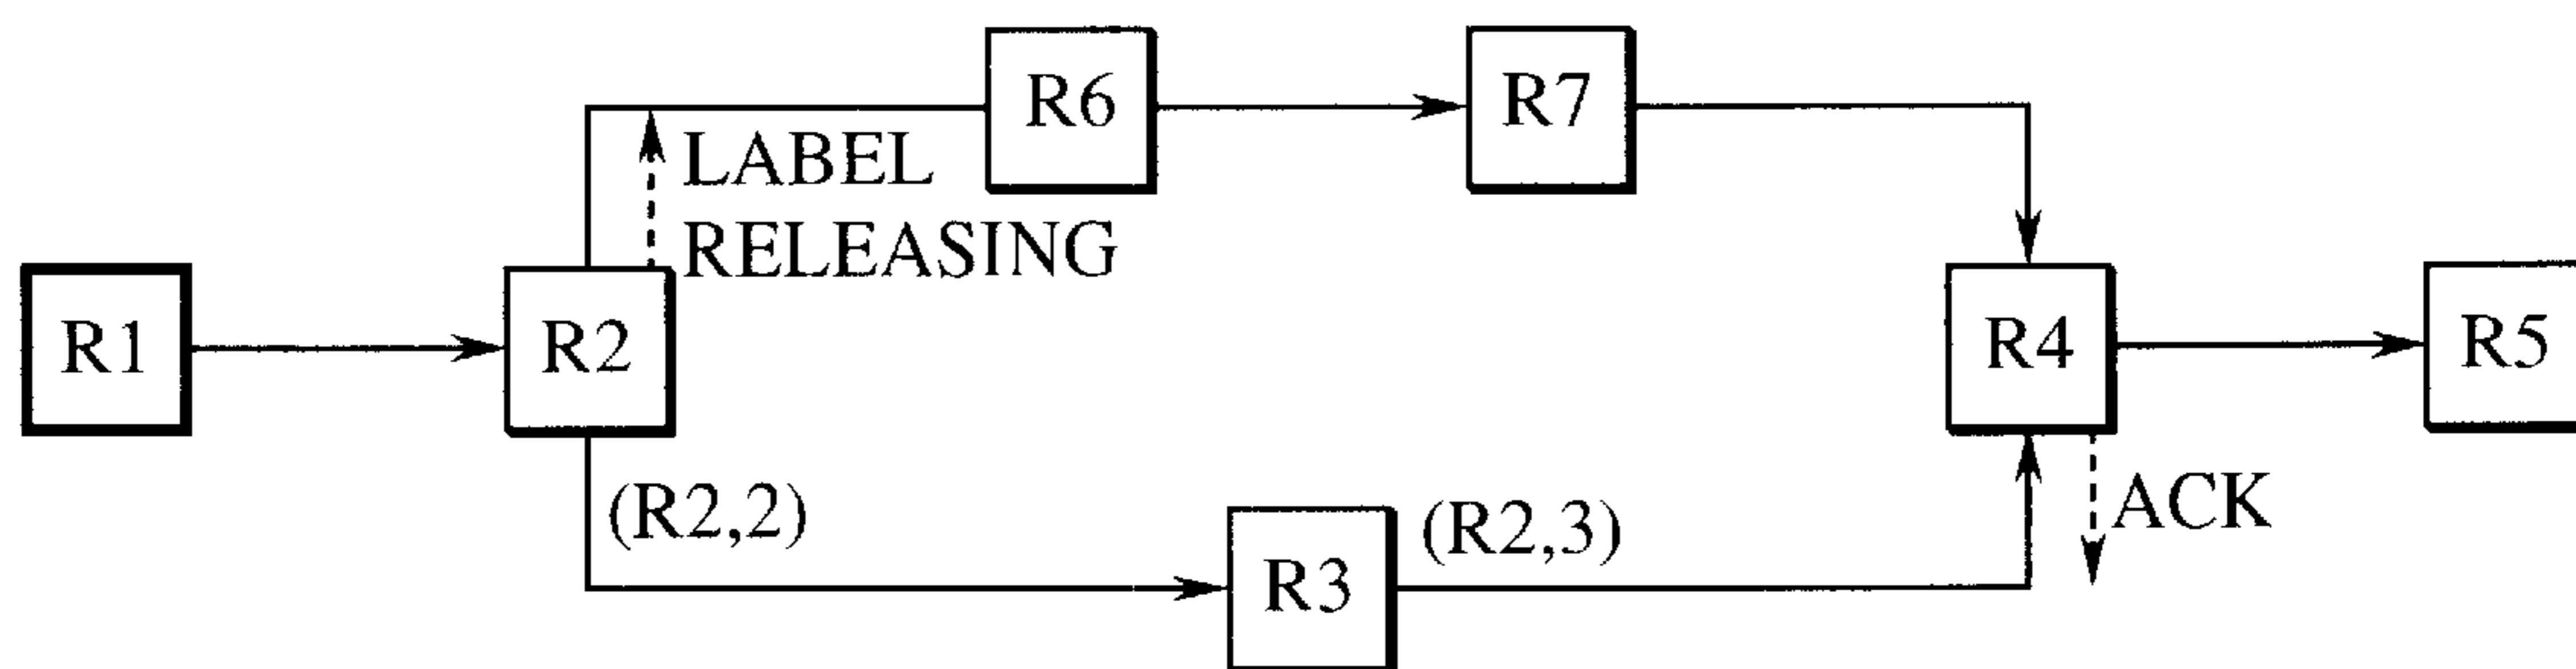 R6
R7
LABEL
RELEASING
R1
R2
R4
R5
(R2,2)
(R2,3)
ACK
R3